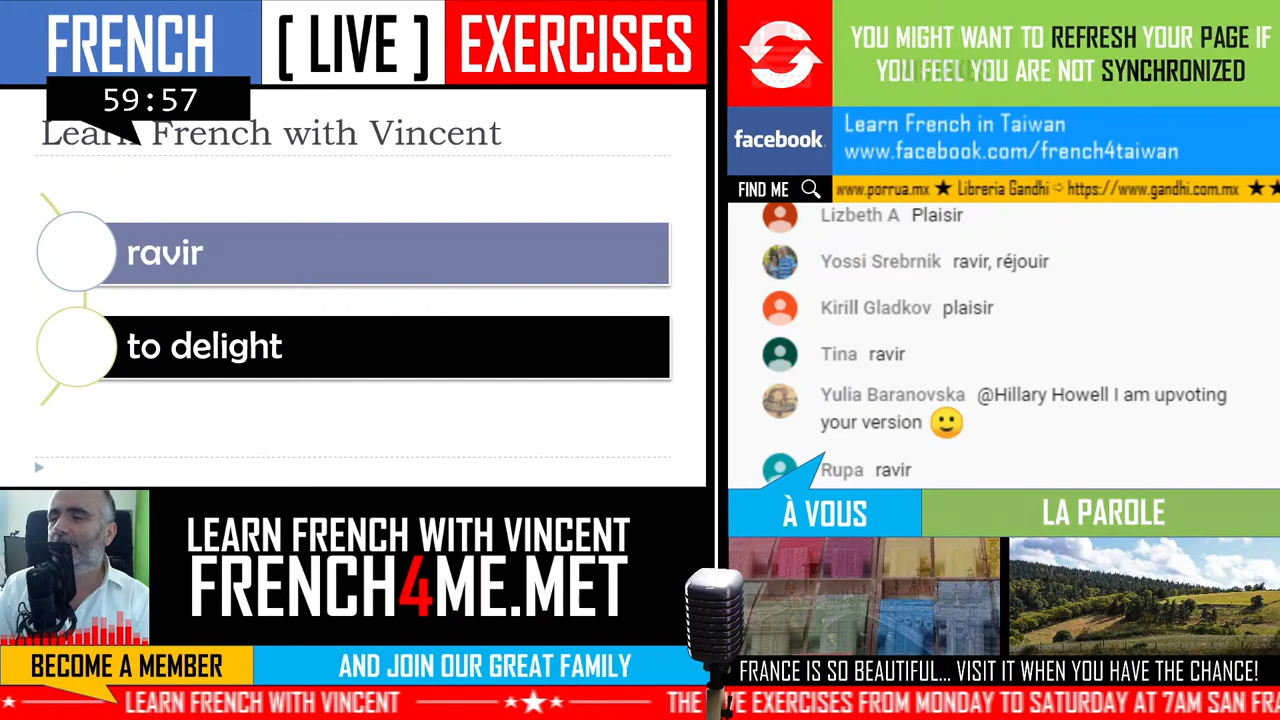 FRENCH [ LIVE ] EXERCISES
59:57
Learn French with Vincent
ravir
to delight
LEARN FRENCH WITH VINCENT
FRENCH4ME.MET
BECOME A MEMBER
AND JOIN OUR GREAT FAMILY
YOU MIGHT WANT TO REFRESH YOUR PAGE IF
YOU FEEL YOU ARE NOT SYNCHRONIZED
facebook
Learn French in Taiwan
www.facebook.com/french4taiwan
FIND ME
www.porrua.mx ★ Libreria Gandhi ⇨ https://www.gandhi.com.mx ★ ★
Lizbeth A Plaisir
Yossi Srebrnik ravir, réjouir
Kirill Gladkov plaisir
Tina ravir
Yulia Baranovska @Hillary Howell I am upvoting
your version 🙂
Rupa ravir
À VOUS
LA PAROLE
FRANCE IS SO BEAUTIFUL... VISIT IT WHEN YOU HAVE THE CHANCE!
LEARN FRENCH WITH VINCENT
THE VE EXERCISES FROM MONDAY TO SATURDAY AT 7AM SAN FRA